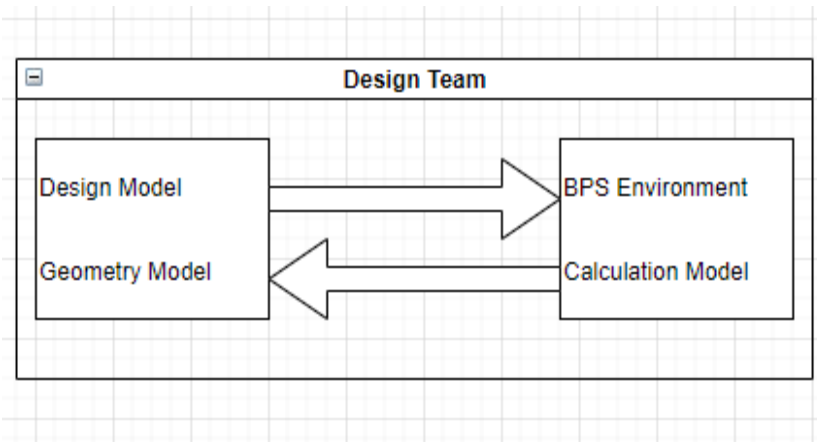 Design Team
Design Model
Geometry Model
BPS Environment
Calculation Model